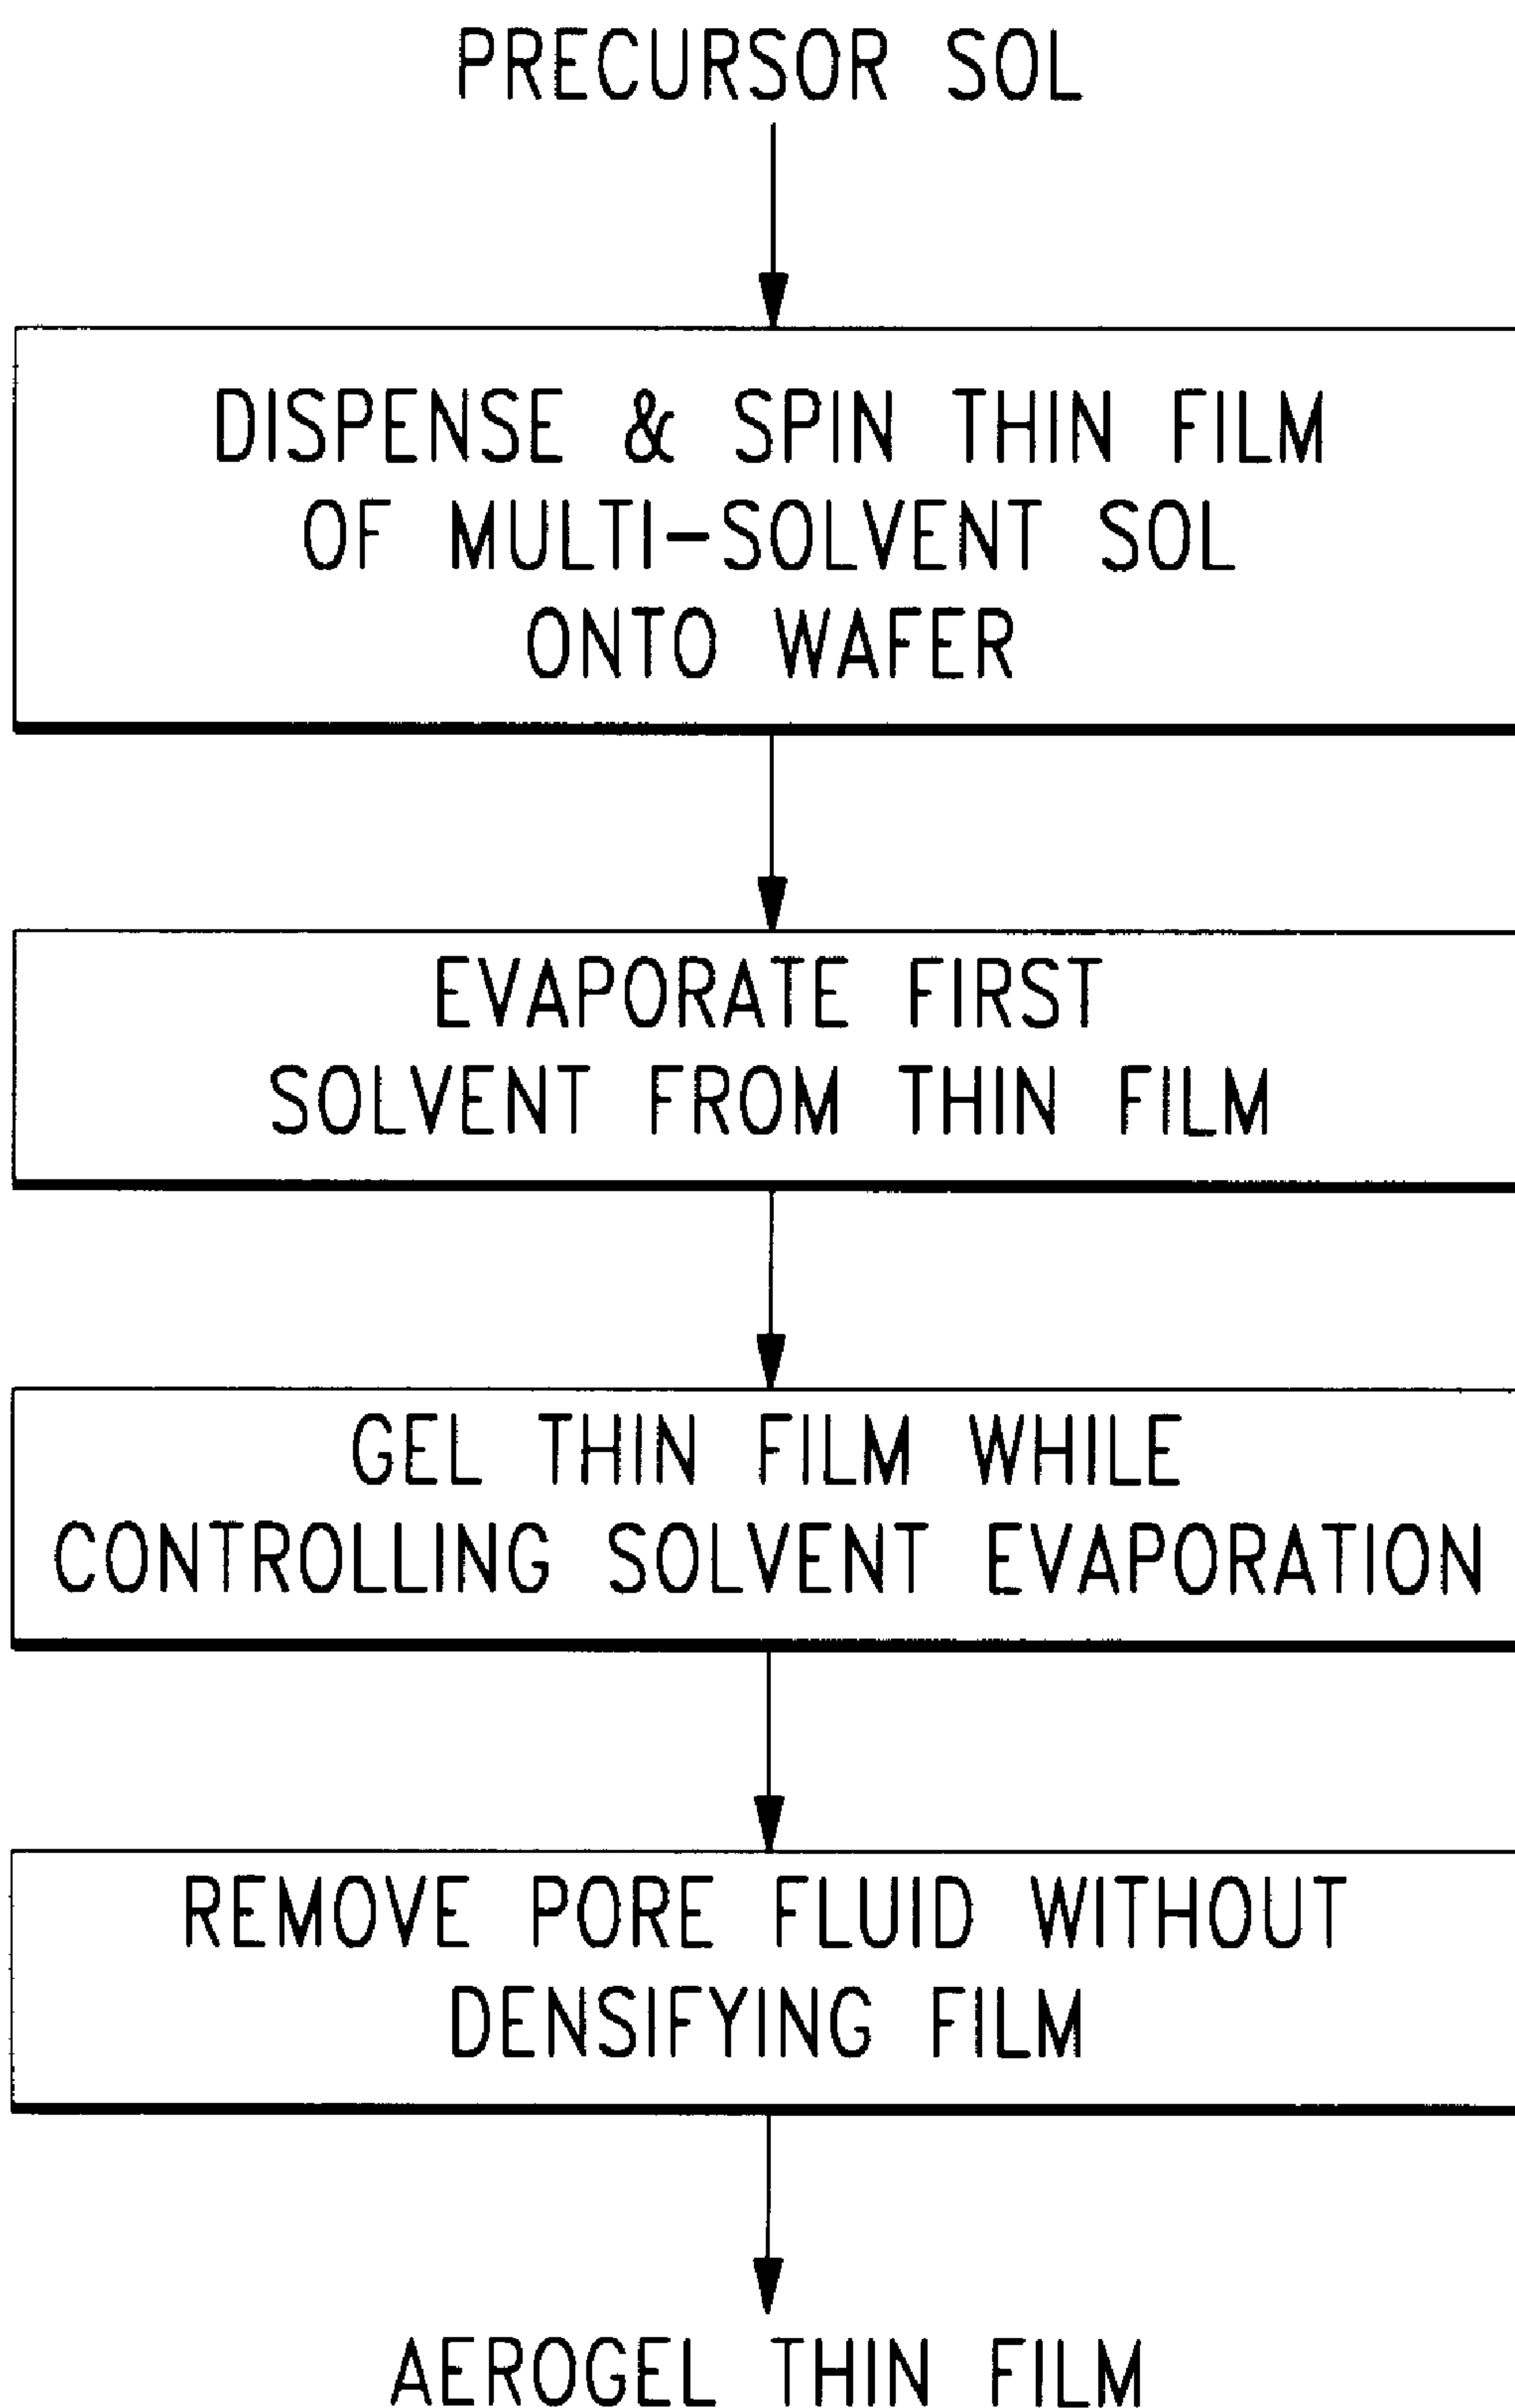 PRECURSOR SOL
DISPENSE & SPIN THIN FILM
OF MULTI-SOLVENT SOL
ONTO WAFER
EVAPORATE FIRST
SOLVENT FROM THIN FILM
GEL THIN FILM WHILE
CONTROLLING SOLVENT EVAPORATION
REMOVE PORE FLUID WITHOUT
DENSIFYING FILM
AEROGEL THIN FILM